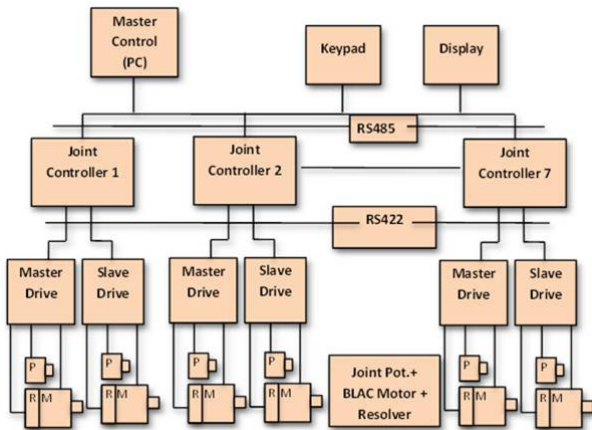 Master
Control
(PC)
Keypad
Display
RS485
Joint
Controller 1
Joint
Controller 2
Joint
Controller 7
RS422
Master
Drive
Slave
Drive
Master
Drive
Slave
Drive
Master
Drive
Slave
Drive
P
P
P
P
P
P
R M
R M
R M
R M
R M
R M
Joint Pot.+
BLAC Motor +
Resolver